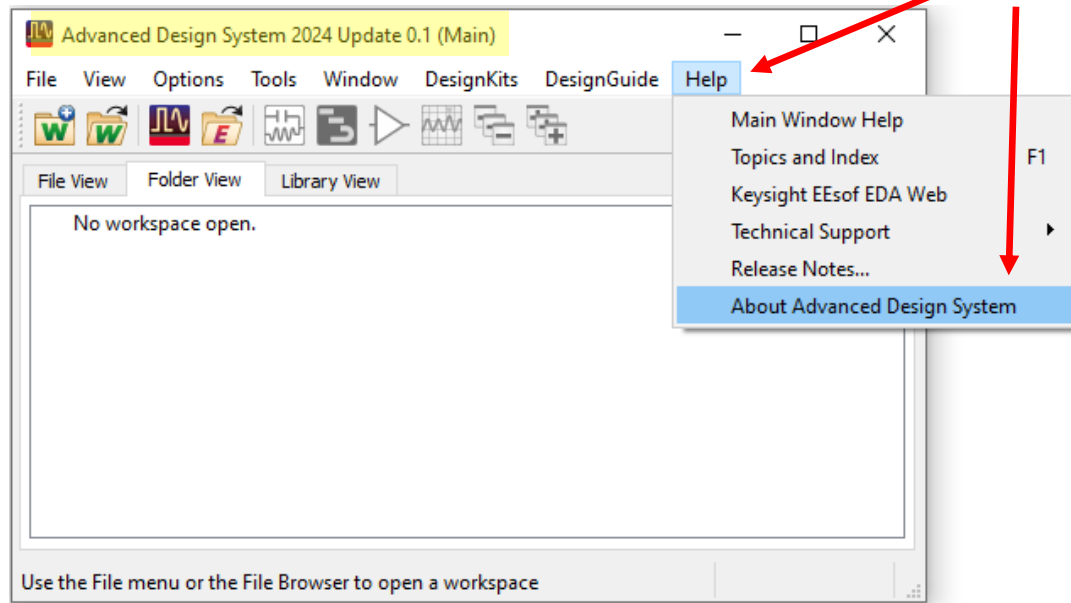 Advanced Design System 2024 Update 0.1 (Main)
File View Options Tools Window DesignKits DesignGuide Help
Main Window Help
Topics and Index F1
Keysight EEsof EDA Web
Technical Support
Release Notes...
About Advanced Design System
File View Folder View Library View
No workspace open.
Use the File menu or the File Browser to open a workspace